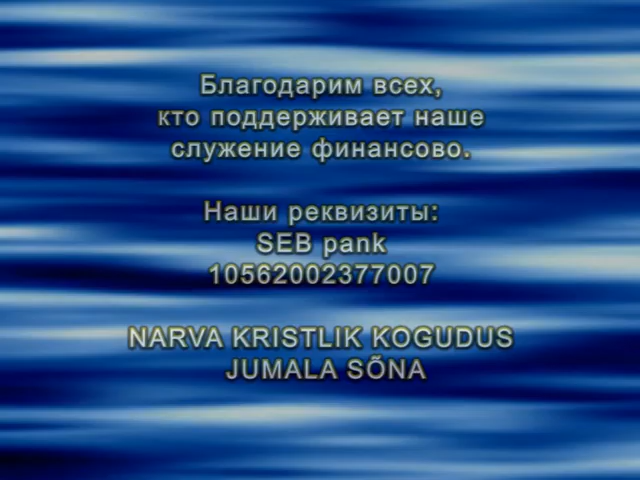 Благодарим всех,
кто поддерживает наше
служение финансово.
Наши реквизиты:
SEB pank
10562002377007
NARVA KRISTLIK KOGUDUS
JUMALA SÕNA